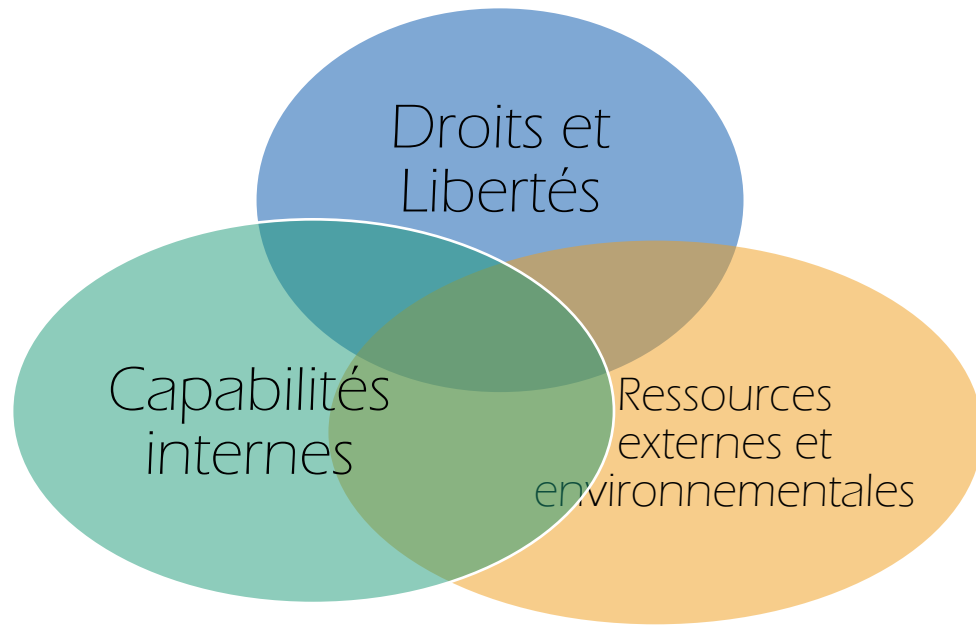 Droits et
Libertés
Capabilités
internes
Ressources
externes et
environnementales